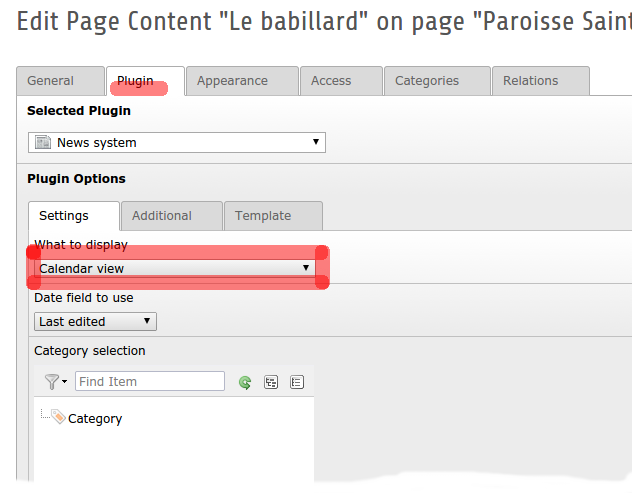 Edit Page Content "Le babillard" on page "Paroisse Saint
General Plugin Appearance Access Categories Relations
Selected Plugin
News system
Plugin Options
Settings Additional Template
What to display
Calendar view
Date field to use
Last edited
Category selection
Find Item
Category